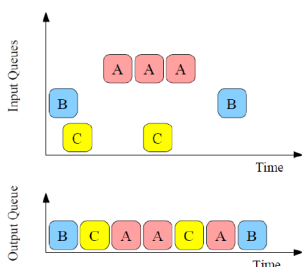 Input Queues
A A A
B B
C C
Time
Output Queue
B C A A C A B
Time